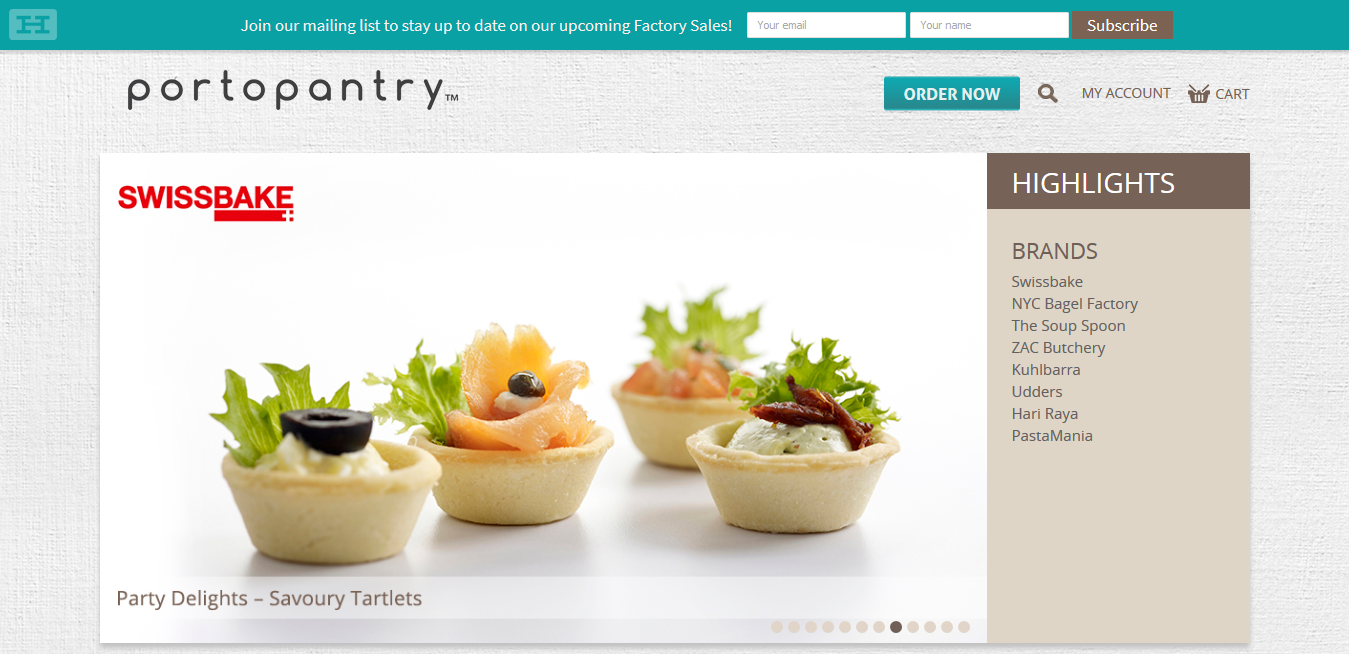 Join our mailing list to stay up to date on our upcoming Factory Sales!
Your email
Your name
Subscribe
portopantry™
ORDER NOW
MY ACCOUNT
CART
SWISSBAKE
Party Delights – Savoury Tartlets
HIGHLIGHTS
BRANDS
Swissbake
NYC Bagel Factory
The Soup Spoon
ZAC Butchery
Kuhlbarra
Udders
Hari Raya
PastaMania